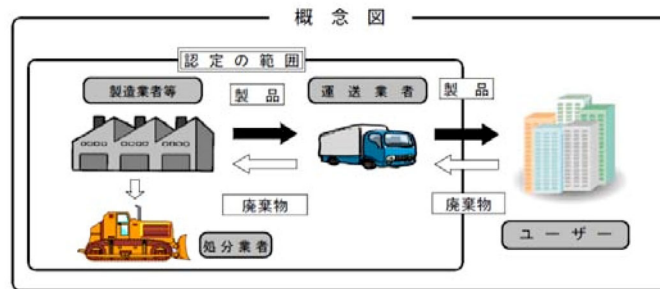 概念図
認定の範囲
製造業者等
製品
運送業者
製品
廃棄物
廃棄物
処分業者
ユーザー